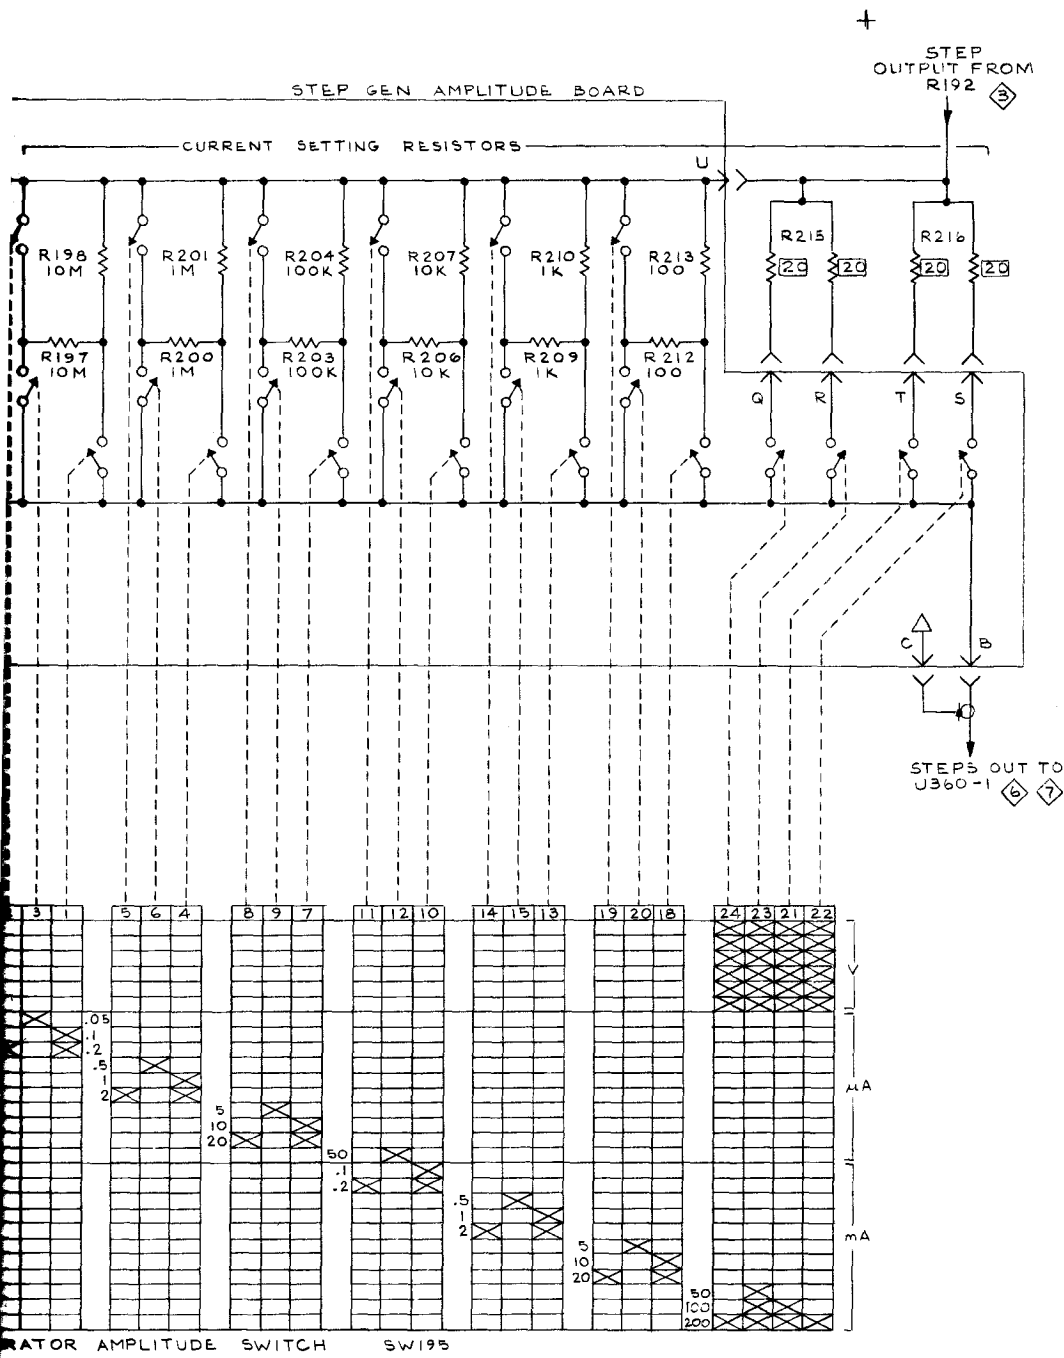 STEP
OUTPUT FROM
R192 3
STEP GEN AMPLITUDE BOARD
CURRENT SETTING RESISTORS
U
R198
10M
R201
1M
R204
100K
R207
10K
R210
1K
R213
100
R215
20 20
R216
20 20
R197
10M
R200
1M
R203
100K
R206
10K
R209
1K
R212
100
Q R T S
C B
STEPS OUT TO
U360-1 6 7
3 1 5 6 4 8 9 7 11 12 10 14 15 13 19 20 18 24 23 21 22
V
.05
.1
.2
.5
1
2
µA
5
10
20
50
.1
.2
.5
1
2
mA
5
10
20
50
100
200
RATOR AMPLITUDE SWITCH SW195